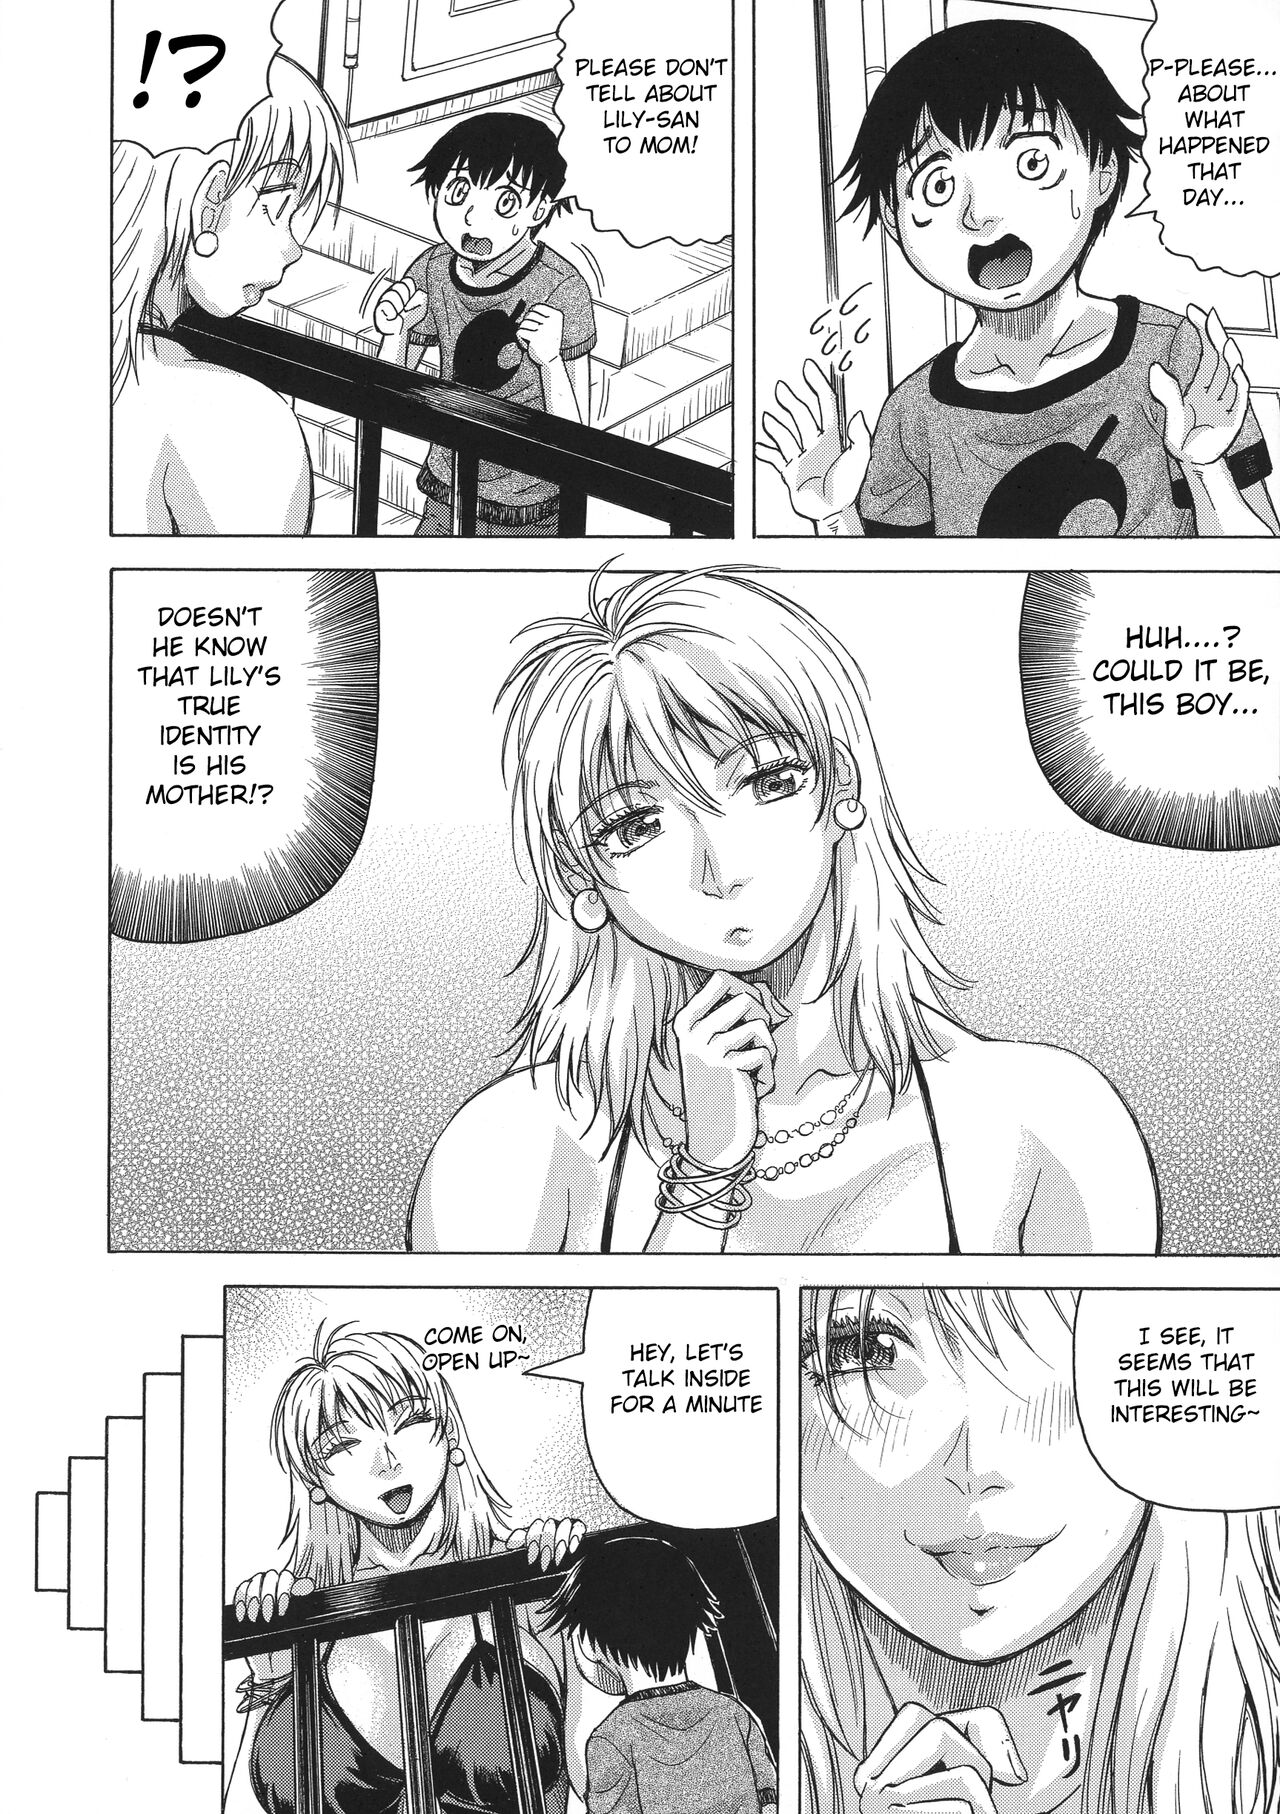 P-PLEASE...
ABOUT
WHAT
HAPPENED
THAT
DAY...
PLEASE DON'T
TELL ABOUT
LILY-SAN
TO MOM!
!?
HUH....?
COULD IT BE,
THIS BOY...
DOESN'T
HE KNOW
THAT LILY'S
TRUE
IDENTITY
IS HIS
MOTHER!?
I SEE, IT
SEEMS THAT
THIS WILL BE
INTERESTING~
ニヤリ
HEY, LET'S
TALK INSIDE
FOR A MINUTE
COME ON,
OPEN UP~